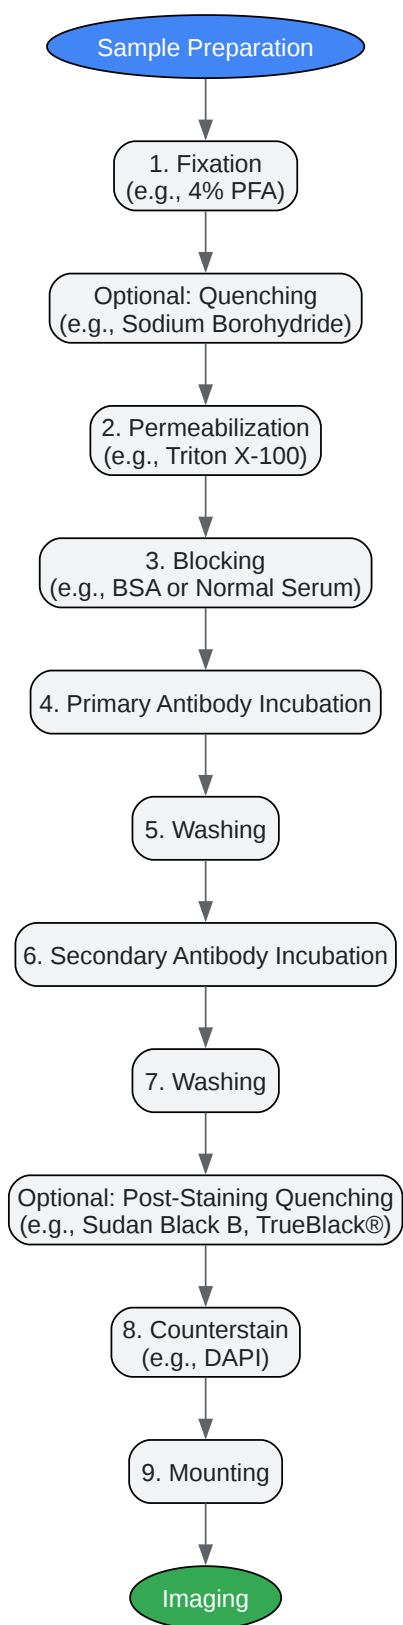 Sample Preparation
1. Fixation
(e.g., 4% PFA)
Optional: Quenching
(e.g., Sodium Borohydride)
2. Permeabilization
(e.g., Triton X-100)
3. Blocking
(e.g., BSA or Normal Serum)
4. Primary Antibody Incubation
5. Washing
6. Secondary Antibody Incubation
7. Washing
Optional: Post-Staining Quenching
(e.g., Sudan Black B, TrueBlack®)
8. Counterstain
(e.g., DAPI)
9. Mounting
Imaging